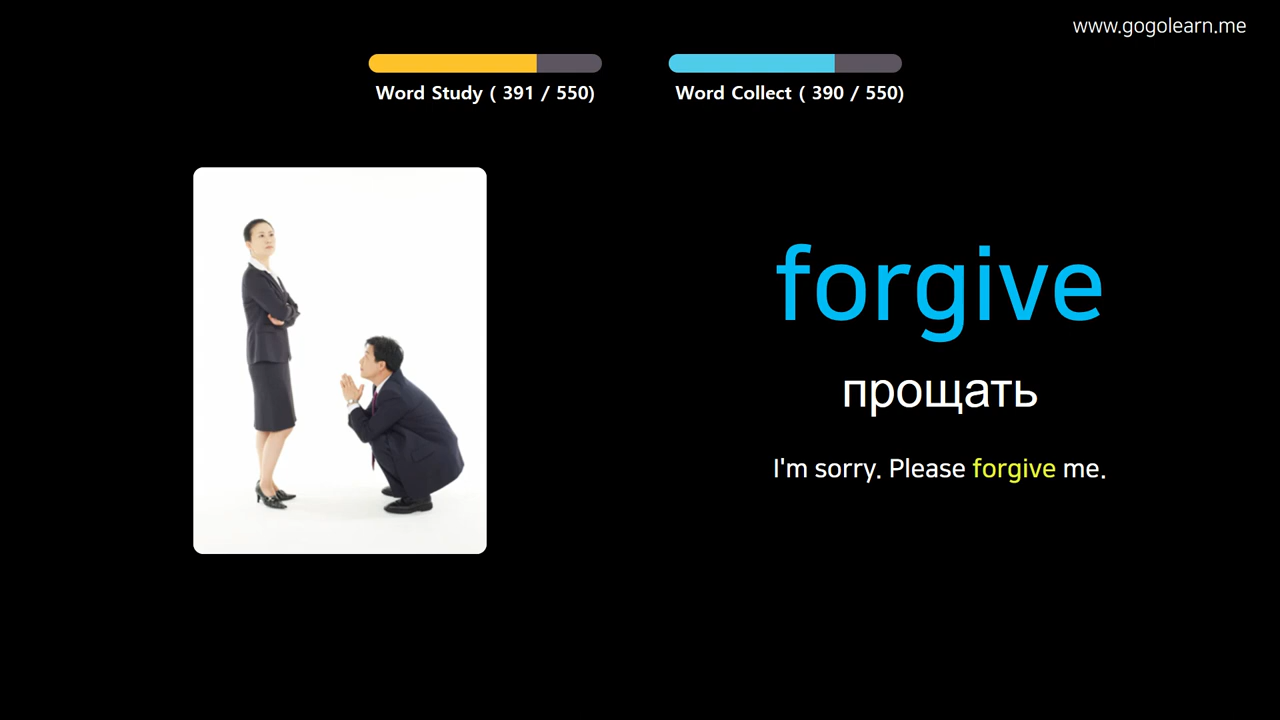 www.gogolearn.me
Word Study ( 391 / 550)
Word Collect ( 390 / 550)
forgive
прощать
I'm sorry. Please forgive me.